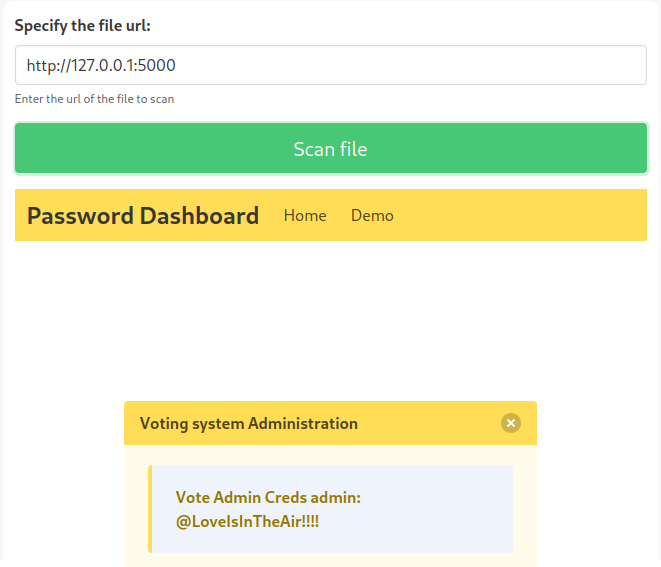 Specify the file url:
http://127.0.0.1:5000
Enter the url of the file to scan
Scan file
Password Dashboard Home Demo
Voting system Administration
Vote Admin Creds admin:
@LoveIsInTheAir!!!!